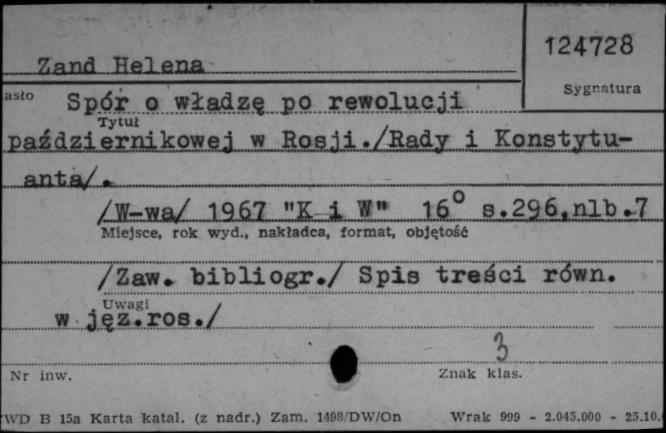 124728
Zand Helena
Sygnatura
asło
Spór o władzę po rewolucji
Tytuł
październikowej w Rosji./Rady i Konstytu-
anta/.
/W-wa/ 1967 "K i W" 16° s.296,nlb.7
Miejsce, rok wyd., nakładca, format, objętość
/Zaw. bibliogr./ Spis treści równ.
Uwagi
w jęz.ros./
3
Nr inw.
Znak klas.
WD B 15a Karta katal. (z nadr.) Zam. 1498/DW/On Wrak 999 - 2.045.000 - 25.10.